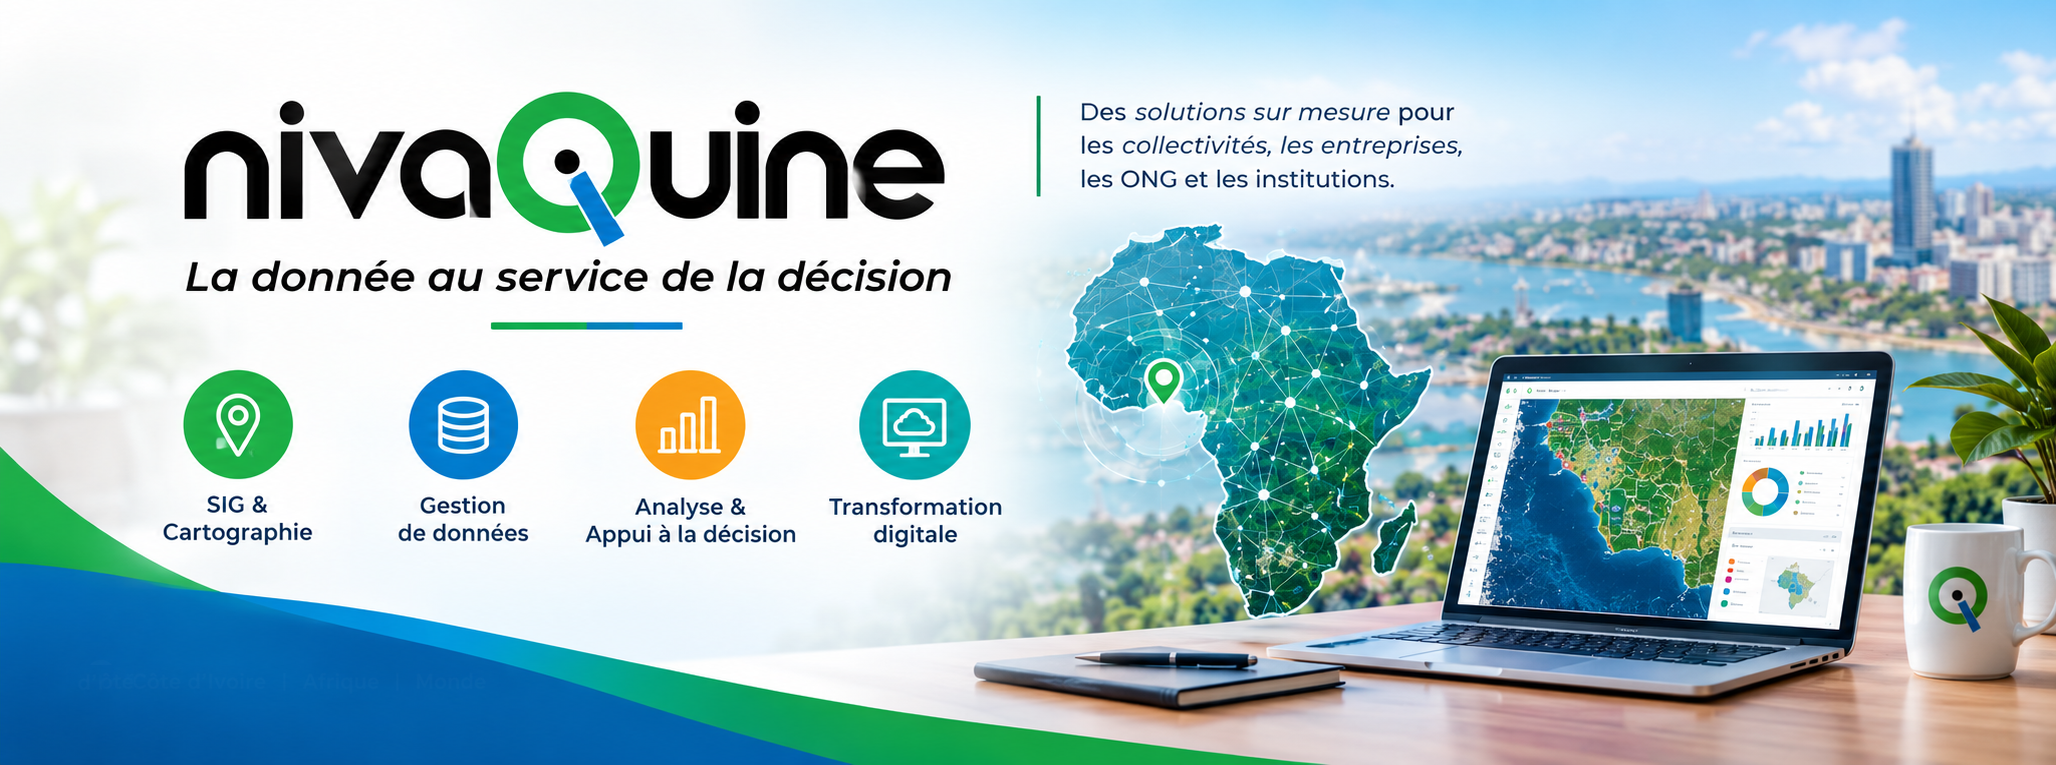 nivaQuine
La donnée au service de la décision
SIG &
Cartographie
Gestion
de données
Analyse &
Appui à la décision
Transformation
digitale
Des solutions sur mesure pour
les collectivités, les entreprises,
les ONG et les institutions.